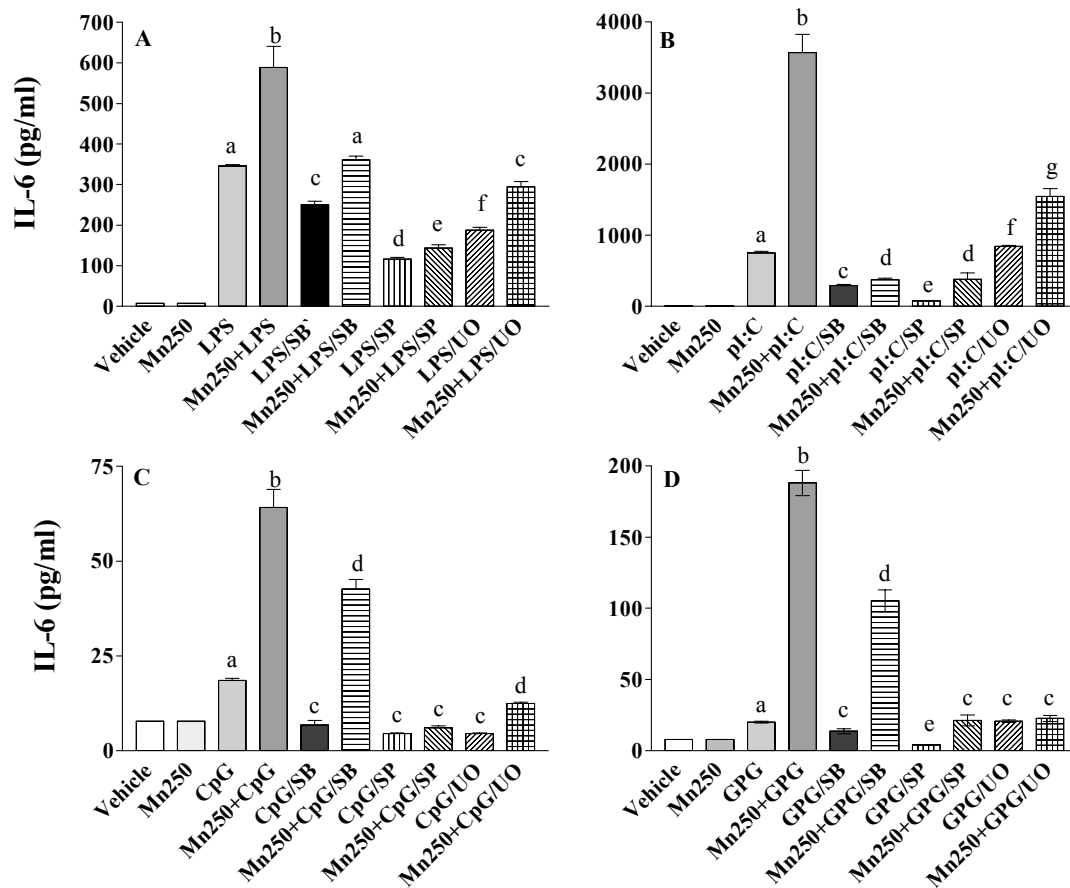 A
IL-6 (pg/ml)
700
600
500
400
300
200
100
0
a
b
c
a
d
e
f
c
Vehicle
Mn250
LPS
Mn250+LPS
LPS/SB`
Mn250+LPS/SB
LPS/SP
Mn250+LPS/SP
LPS/UO
Mn250+LPS/UO
B
4000
3000
2000
1000
0
a
b
c
d
e
d
f
g
Vehicle
Mn250
pI:C
Mn250+pI:C
pI:C/SB
Mn250+pI:C/SB
pI:C/SP
Mn250+pI:C/SP
pI:C/UO
Mn250+pI:C/UO
C
IL-6 (pg/ml)
75
50
25
0
a
b
c
d
c
c
c
d
Vehicle
Mn250
CpG
Mn250+CpG
CpG/SB
Mn250+CpG/SB
CpG/SP
Mn250+CpG/SP
CpG/UO
Mn250+CpG/UO
D
200
150
100
50
0
a
b
c
d
e
c
c
c
Vehicle
Mn250
GPG
Mn250+GPG
GPG/SB
Mn250+GPG/SB
GPG/SP
Mn250+GPG/SP
GPG/UO
Mn250+GPG/UO